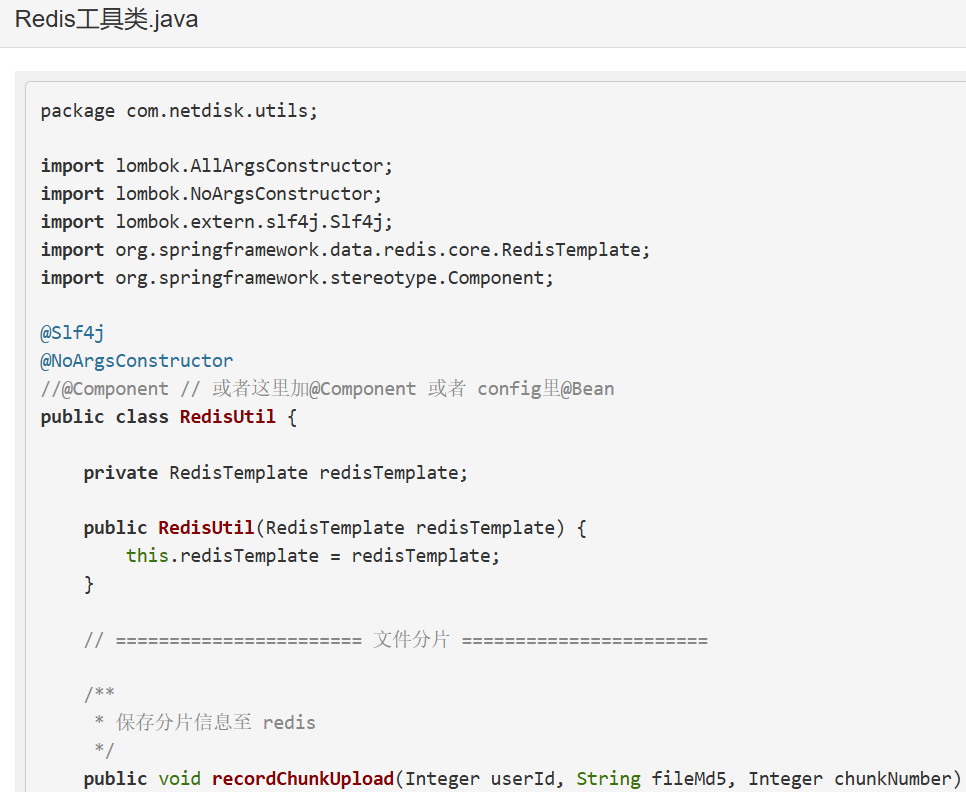 Redis工具类.java
package com.netdisk.utils;
import lombok.AllArgsConstructor;
import lombok.NoArgsConstructor;
import lombok.extern.slf4j.Slf4j;
import org.springframework.data.redis.core.RedisTemplate;
import org.springframework.stereotype.Component;
@Slf4j
@NoArgsConstructor
//@Component // 或者这里加@Component 或者 config里@Bean
public class RedisUtil {
private RedisTemplate redisTemplate;
public RedisUtil(RedisTemplate redisTemplate) {
this.redisTemplate = redisTemplate;
}
// ======================= 文件分片 =======================
/**
* 保存分片信息至 redis
*/
public void recordChunkUpload(Integer userId, String fileMd5, Integer chunkNumber)